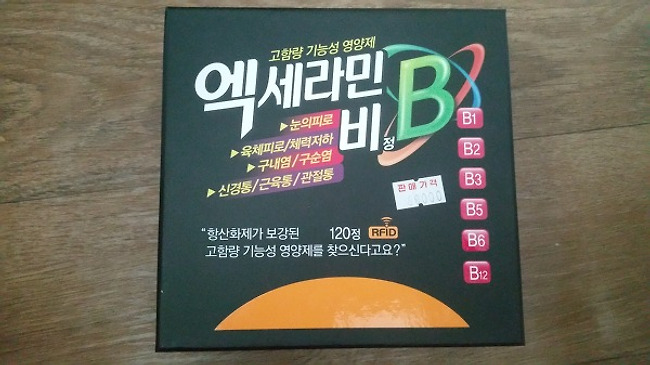 고함량 기능성 영양제
엑세라민
비정 B
▶눈의피로
▶육체피로/체력저하
▶구내염/구순염
▶신경통/근육통/관절통
B1
B2
B3
B5
B6
B12
판매가격
"항산화제가 보강된
고함량 기능성 영양제를 찾으신다고요?"
120정 RFID